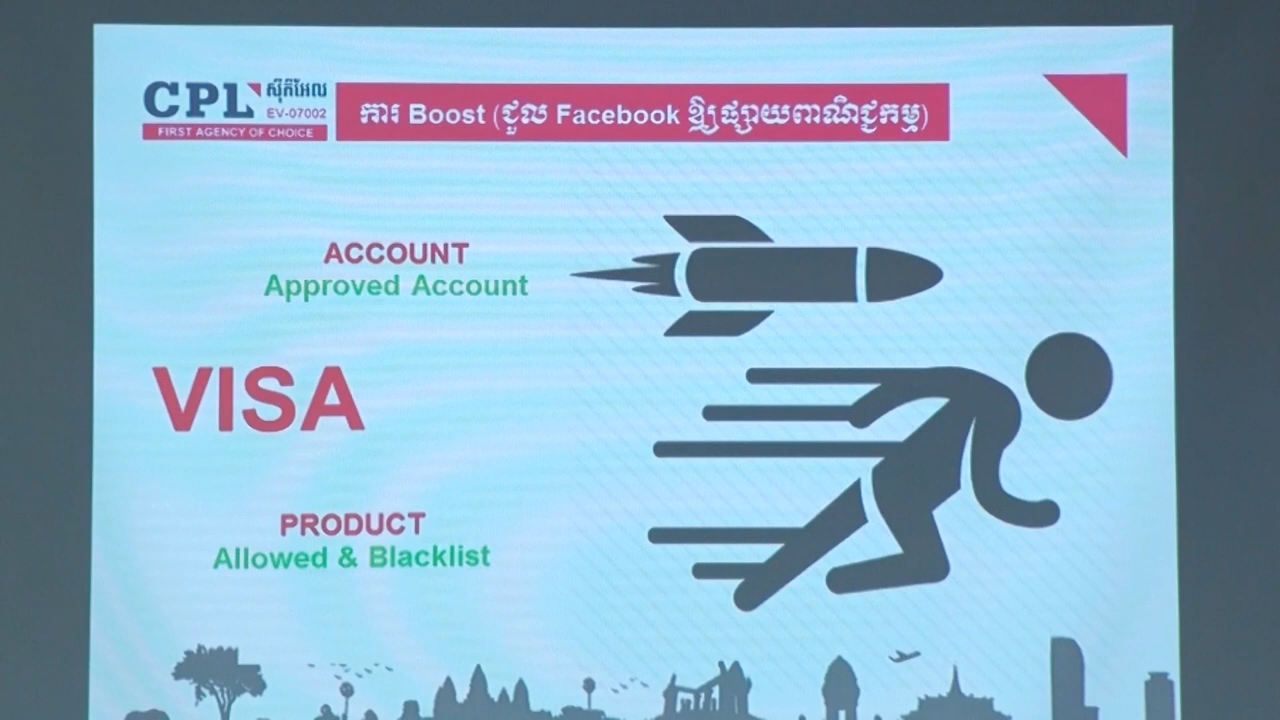 CPL ស៊ីភីអែល
EV-07002
FIRST AGENCY OF CHOICE
ការ Boost (ជួល Facebook ឱ្យផ្សាយពាណិជ្ជកម្ម)
ACCOUNT
Approved Account
VISA
PRODUCT
Allowed & Blacklist